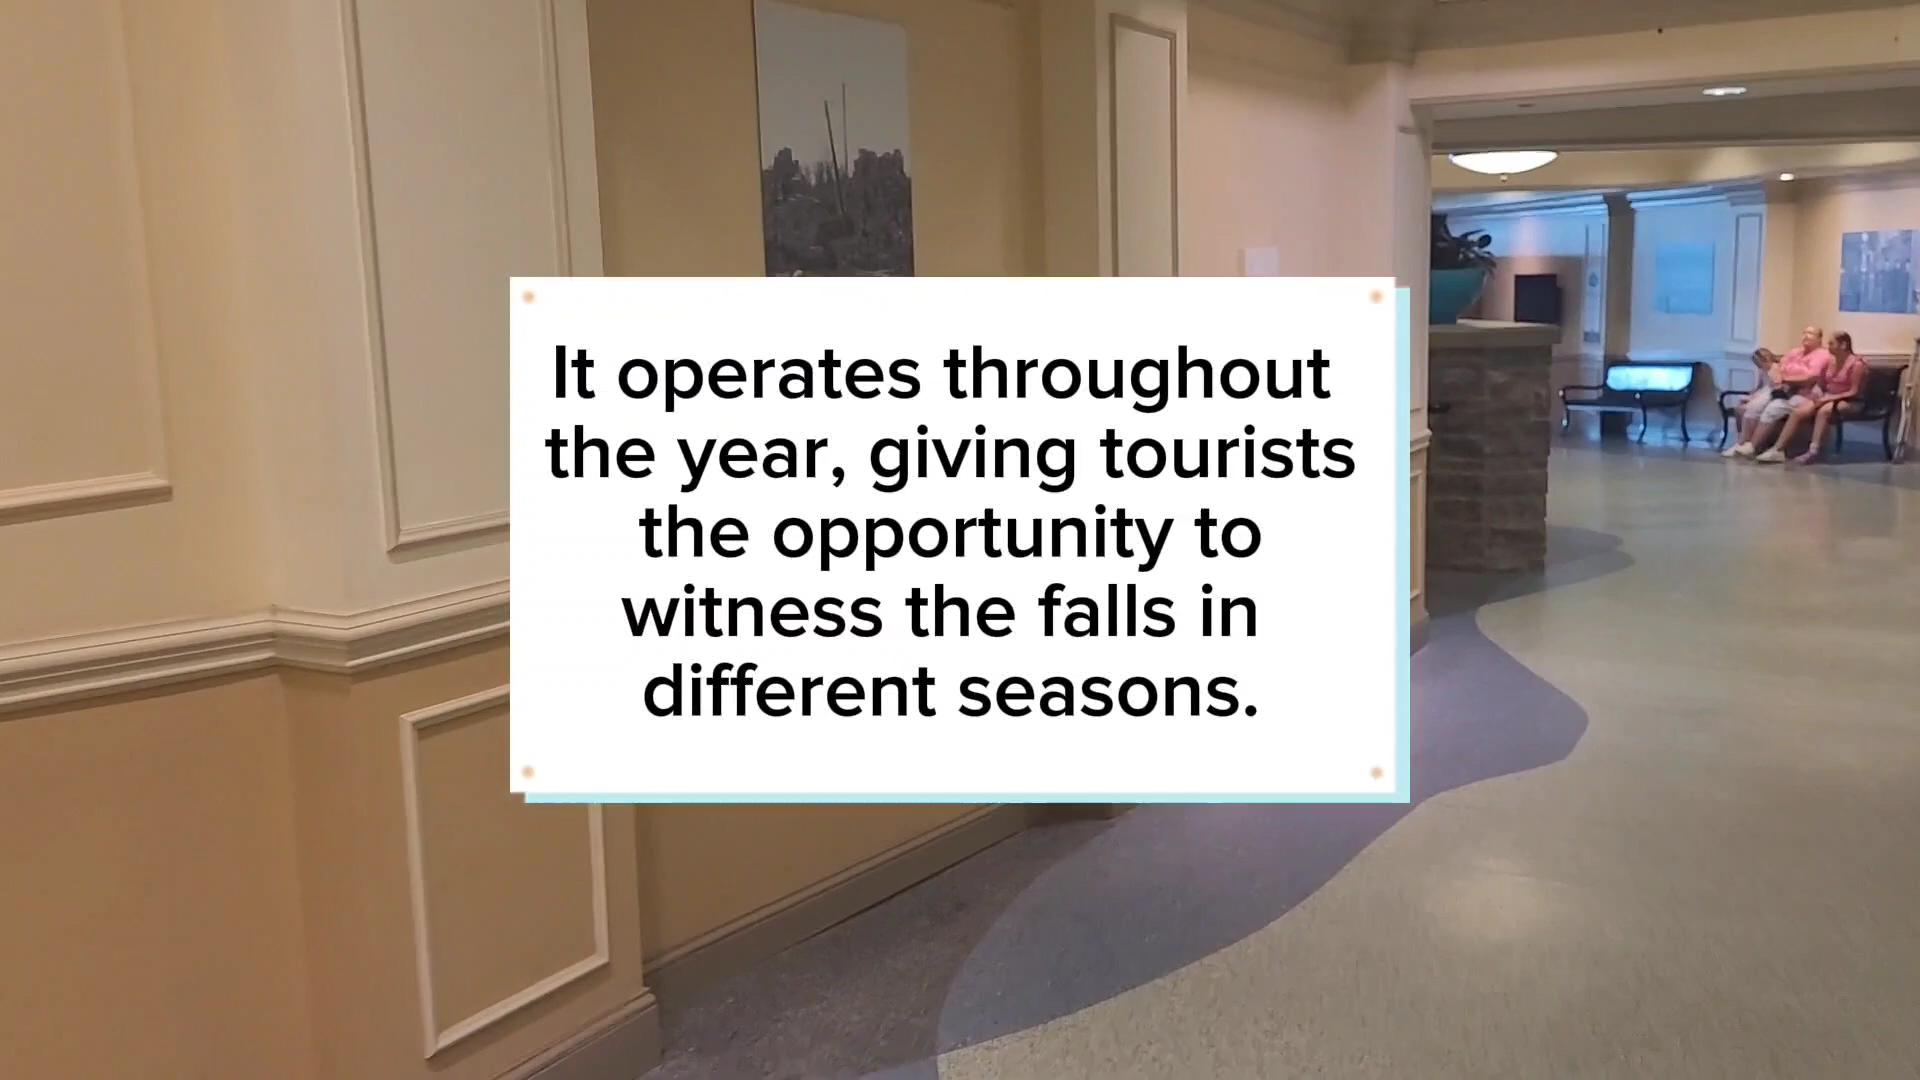 It operates throughout
the year, giving tourists
the opportunity to
witness the falls in
different seasons.